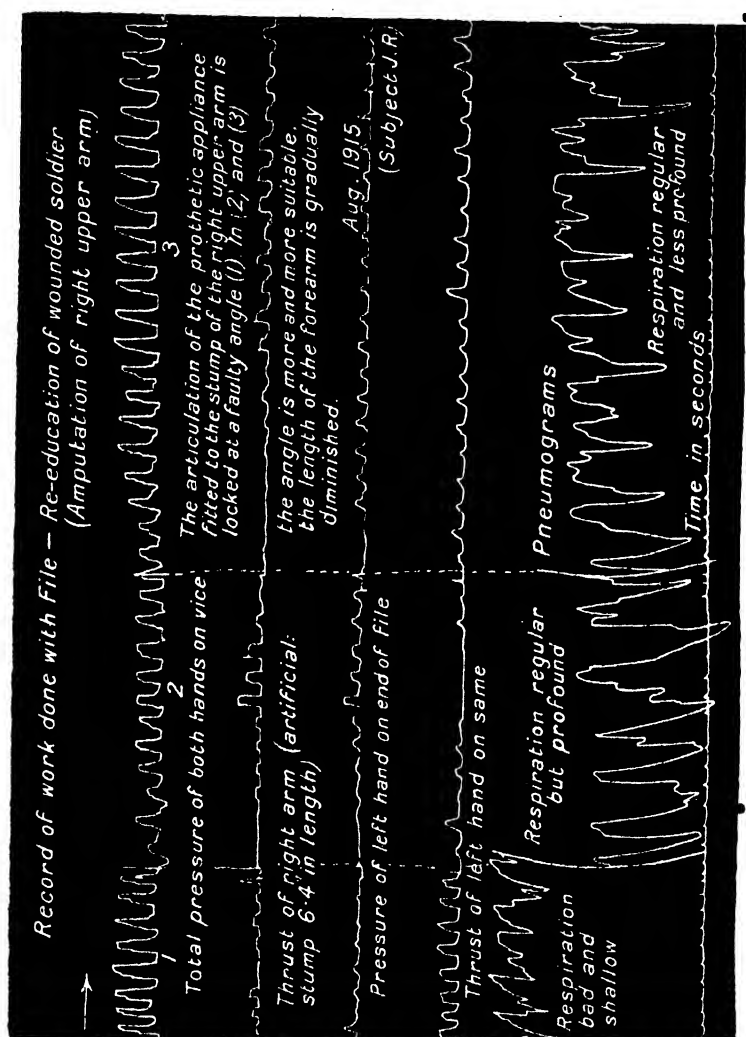 Record of work done with File — Re-education of wounded soldier
(Amputation of right upper arm)
1
2
3
Total pressure of both hands on vice
The articulation of the prothetic appliance
fitted to the stump of the right upper arm is
locked at a faulty angle (1). In (2) and (3)
Thrust of right arm (artificial:
stump 6·4 in length)
the angle is more and more suitable.
the length of the forearm is gradually
diminished.
Aug. 1915
(Subject J.R)
Pressure of left hand on end of File
Thrust of left hand on same
Pneumograms
Respiration
bad and
shallow
Respiration regular
but profound
Respiration regular
and less profound
Time in seconds